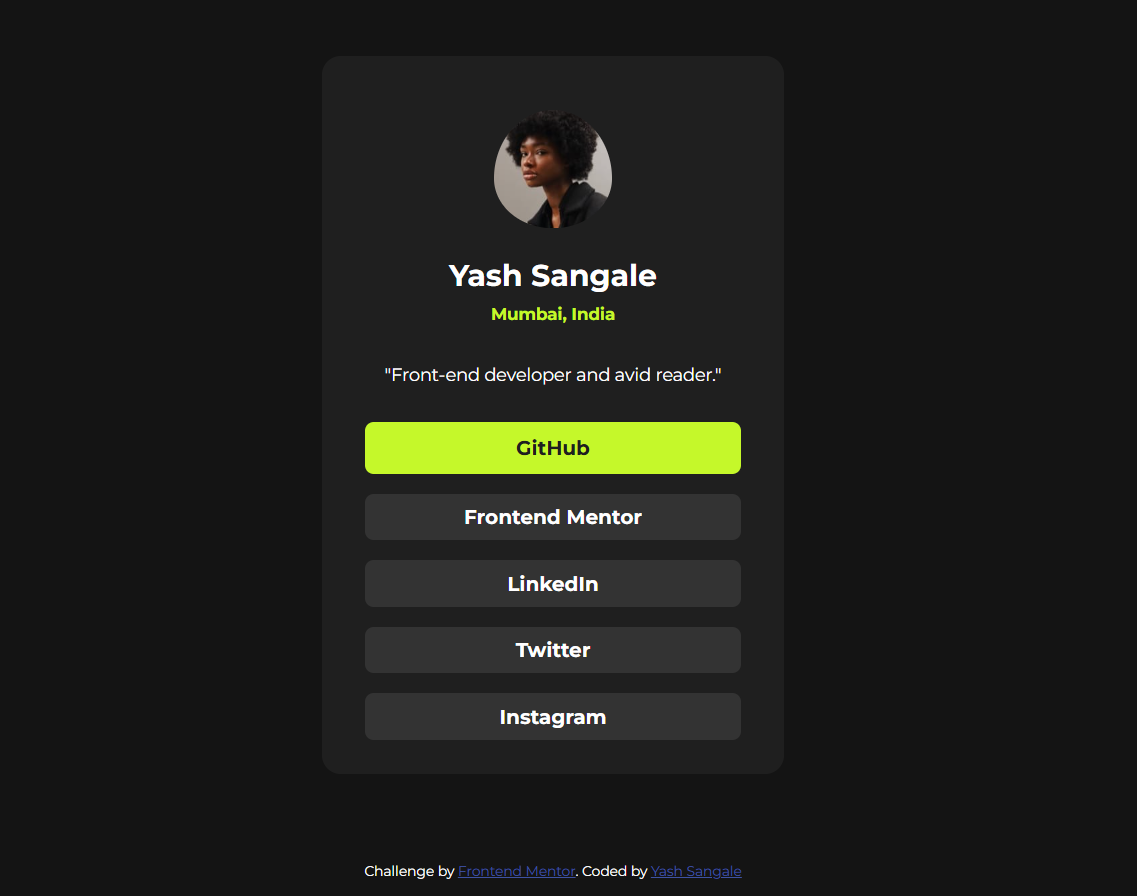 Yash Sangale
Mumbai, India
"Front-end developer and avid reader."
GitHub
Frontend Mentor
LinkedIn
Twitter
Instagram
Challenge by Frontend Mentor. Coded by Yash Sangale